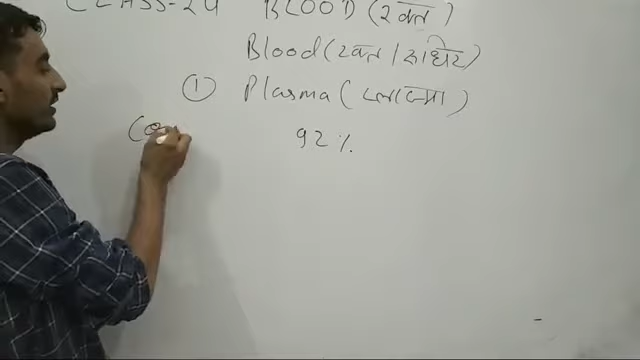 CLASS-24 BLOOD (रक्त)
Blood (रक्त / रूधिर)
① Plasma (प्लाज्मा)
92 %